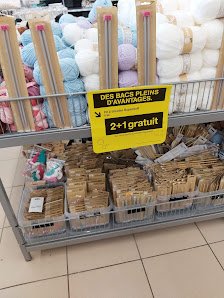 DES BACS PLEINS
D'AVANTAGES.
2+1 gratuit